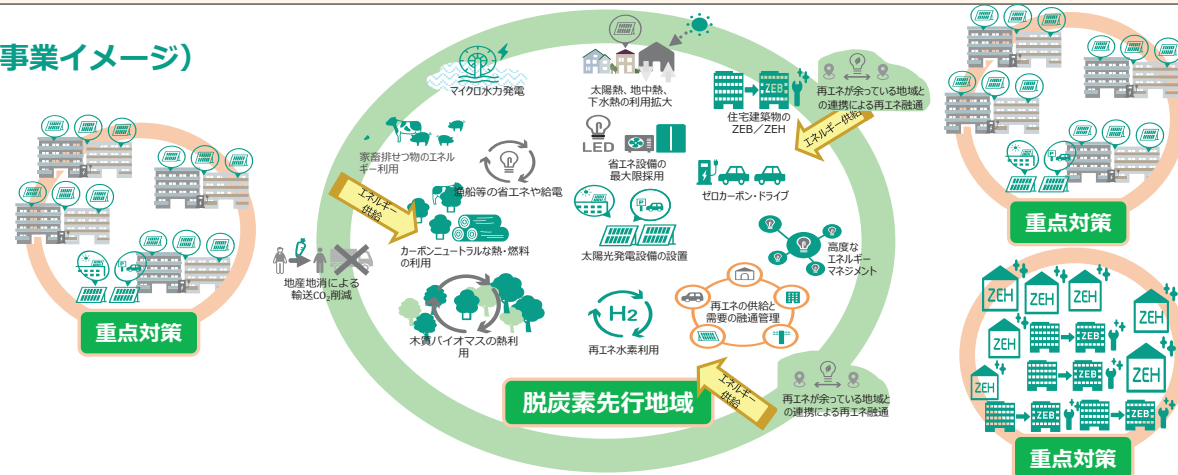 事業イメージ）
マイクロ水力発電
太陽熱、地中熱、
下水熱の利用拡大
ZEB
住宅建築物の
ZEB／ZEH
再エネが余っている地域と
の連携による再エネ融通
エネルギー供給
家畜排せつ物のエネル
ギー利用
漁船等の省エネや給電
LED
省エネ設備の
最大限採用
ゼロカーボン・ドライブ
エネルギー
供給
カーボンニュートラルな熱・燃料
の利用
P
太陽光発電設備の設置
高度な
エネルギー
マネジメント
地産地消による
輸送CO2削減
木質バイオマスの熱利
用
H2
再エネ水素利用
再エネの供給と
需要の融通管理
エネルギー
供給
再エネが余っている地域と
の連携による再エネ融通
脱炭素先行地域
P
重点対策
P
重点対策
ZEH
ZEH
ZEH
ZEH
ZEH
ZEB
ZEH
ZEB
ZEH
ZEB
ZEB
重点対策